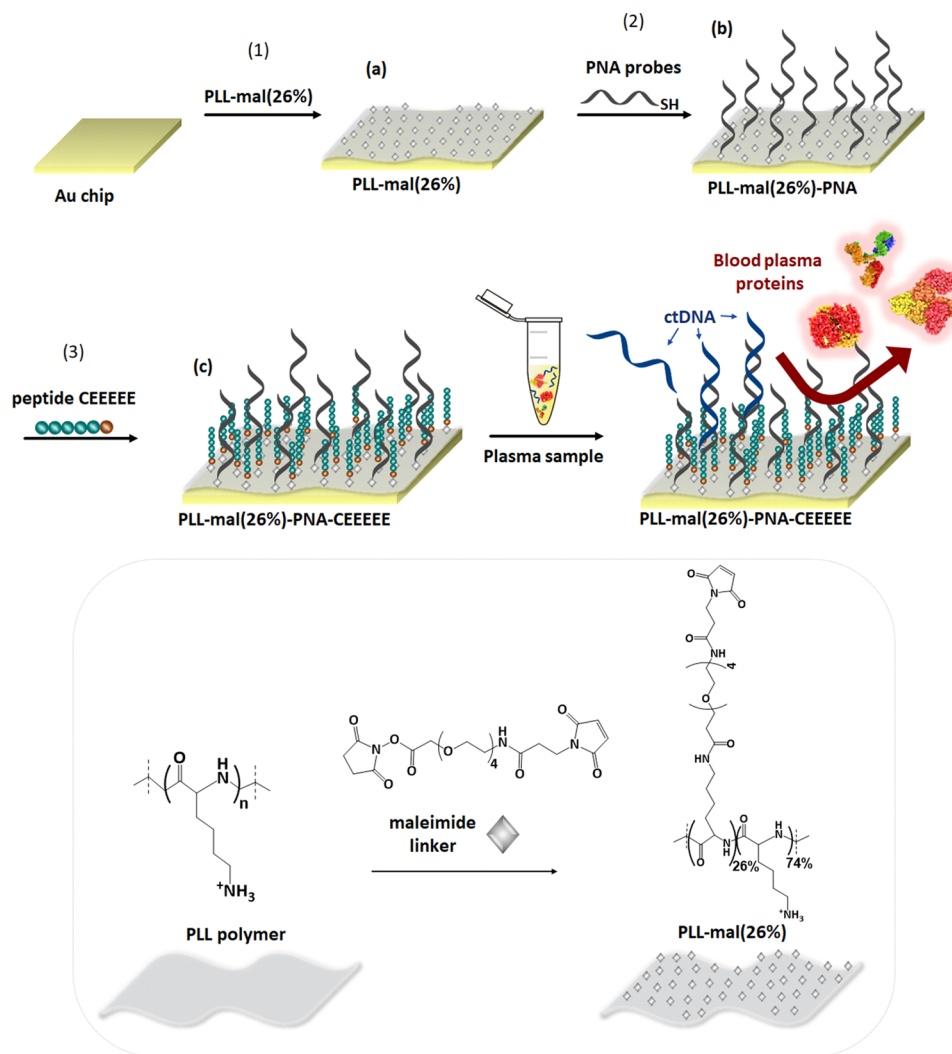 (1)
PLL-mal(26%)
Au chip
(a)
PLL-mal(26%)
(2)
PNA probes
SH
(b)
PLL-mal(26%)-PNA
(3)
peptide CEEEEE
(c)
PLL-mal(26%)-PNA-CEEEEE
Plasma sample
ctDNA
Blood plasma
proteins
PLL-mal(26%)-PNA-CEEEEE
O
H
N
n
+NH3
PLL polymer
O
N
O
O
O
O
4
H
N
O
O
N
O
maleimide
linker
O
N
O
O
NH
4
O
O
HN
O
H
N
26%
O
H
N
74%
+NH3
PLL-mal(26%)